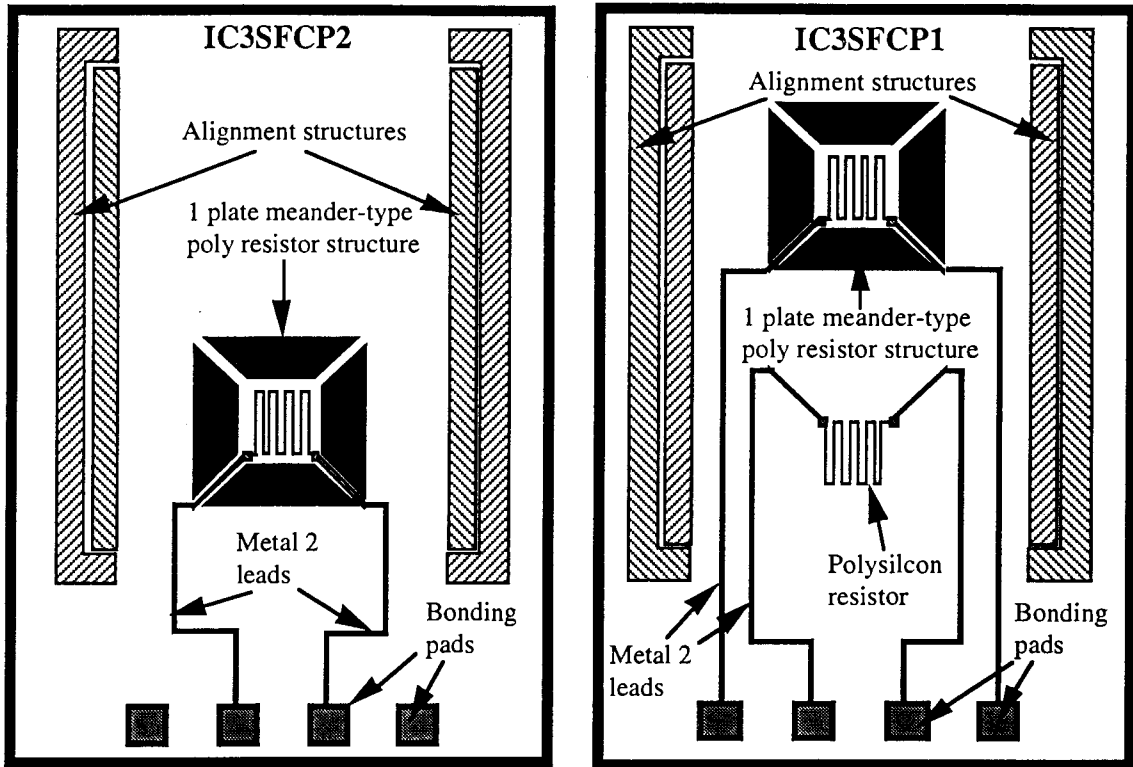 IC3SFCP2
Alignment structures
1 plate meander-type
poly resistor structure
Metal 2
leads
Bonding
pads
IC3SFCP1
Alignment structures
1 plate meander-type
poly resistor structure
Polysilcon
resistor
Metal 2
leads
Bonding
pads